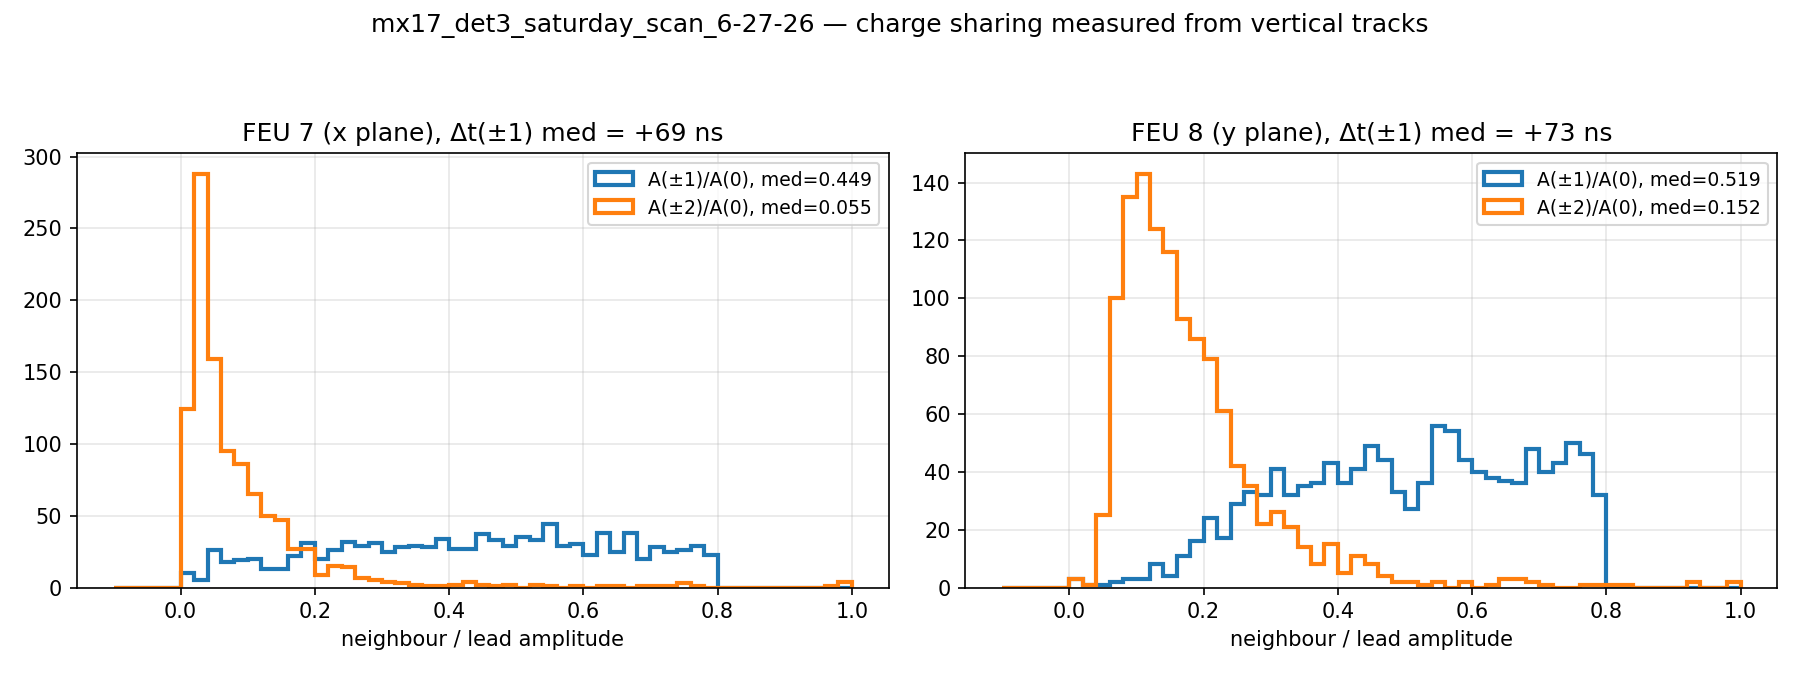 mx17_det3_saturday_scan_6-27-26 — charge sharing measured from vertical tracks
FEU 7 (x plane), Δt(±1) med = +69 ns
300
250
200
150
100
50
0
A(±1)/A(0), med=0.449
A(±2)/A(0), med=0.055
0.0 0.2 0.4 0.6 0.8 1.0
neighbour / lead amplitude
FEU 8 (y plane), Δt(±1) med = +73 ns
140
120
100
80
60
40
20
0
A(±1)/A(0), med=0.519
A(±2)/A(0), med=0.152
0.0 0.2 0.4 0.6 0.8 1.0
neighbour / lead amplitude